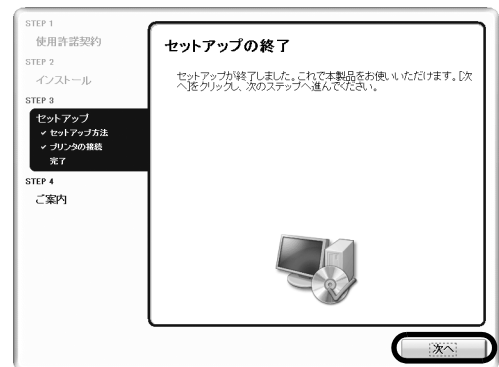 STEP 1
使用許諾契約
STEP 2
インストール
STEP 3
セットアップ
✓ セットアップ方法
✓ プリンタの接続
完了
STEP 4
ご案内
セットアップの終了
セットアップが終了しました。これで本製品をお使いいただけます。[次
へ]をクリックし、次のステップへ進んでください。
次へ